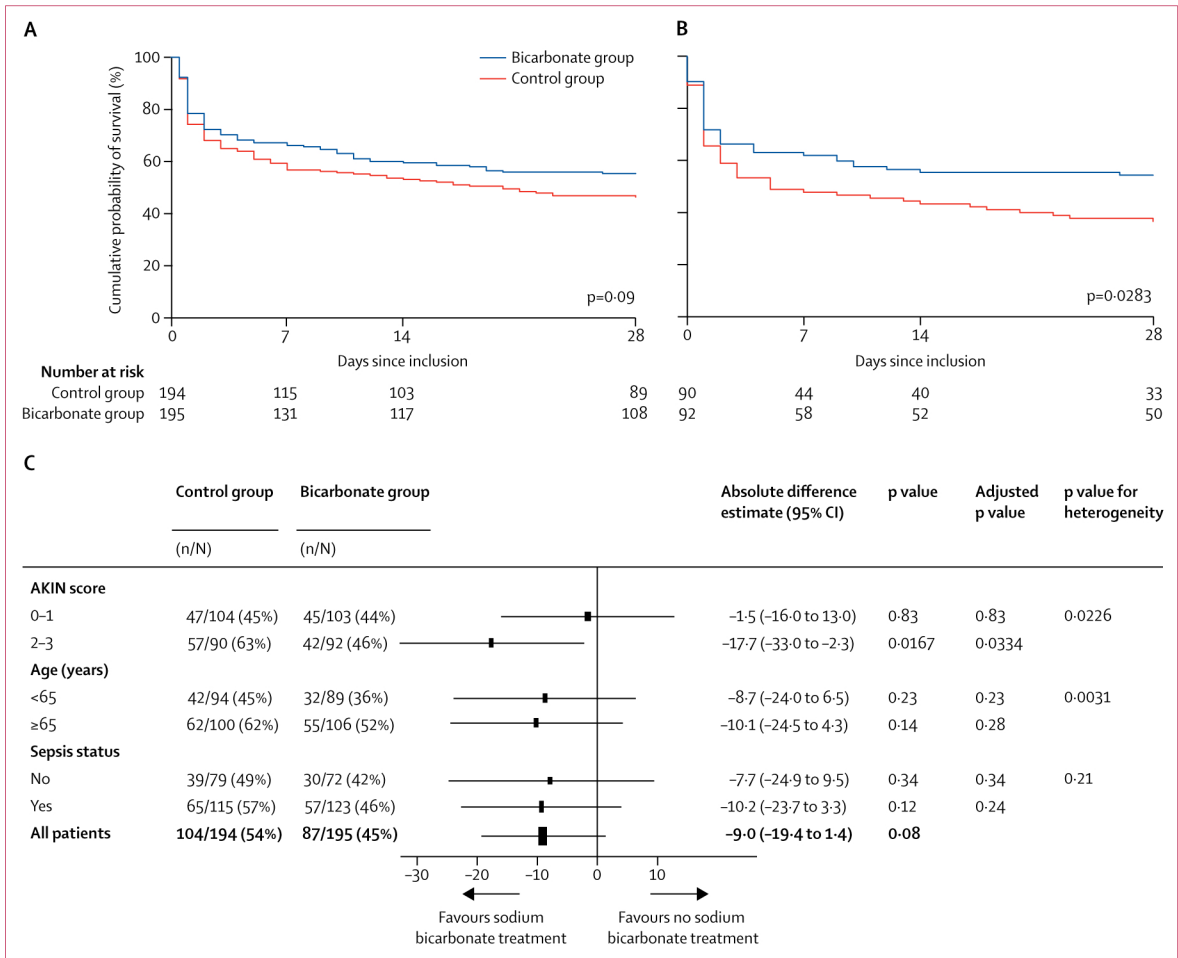 A
B
Cumulative probability of survival (%)
100
80
60
40
20
0
Bicarbonate group
Control group
p=0·09
p=0·0283
0 7 14 28
0 7 14 28
Days since inclusion
Days since inclusion
Number at risk
Control group 194 115 103 89 90 44 40 33
Bicarbonate group 195 131 117 108 92 58 52 50
C
Control group Bicarbonate group Absolute difference p value Adjusted p value for
estimate (95% CI) p value heterogeneity
(n/N) (n/N)
AKIN score
0–1 47/104 (45%) 45/103 (44%) –1·5 (–16·0 to 13·0) 0·83 0·83 0·0226
2–3 57/90 (63%) 42/92 (46%) –17·7 (–33·0 to –2·3) 0·0167 0·0334
Age (years)
<65 42/94 (45%) 32/89 (36%) –8·7 (–24·0 to 6·5) 0·23 0·23 0·0031
≥65 62/100 (62%) 55/106 (52%) –10·1 (–24·5 to 4·3) 0·14 0·28
Sepsis status
No 39/79 (49%) 30/72 (42%) –7·7 (–24·9 to 9·5) 0·34 0·34 0·21
Yes 65/115 (57%) 57/123 (46%) –10·2 (–23·7 to 3·3) 0·12 0·24
All patients 104/194 (54%) 87/195 (45%) –9·0 (–19·4 to 1·4) 0·08
–30 –20 –10 0 10
Favours sodium Favours no sodium
bicarbonate treatment bicarbonate treatment